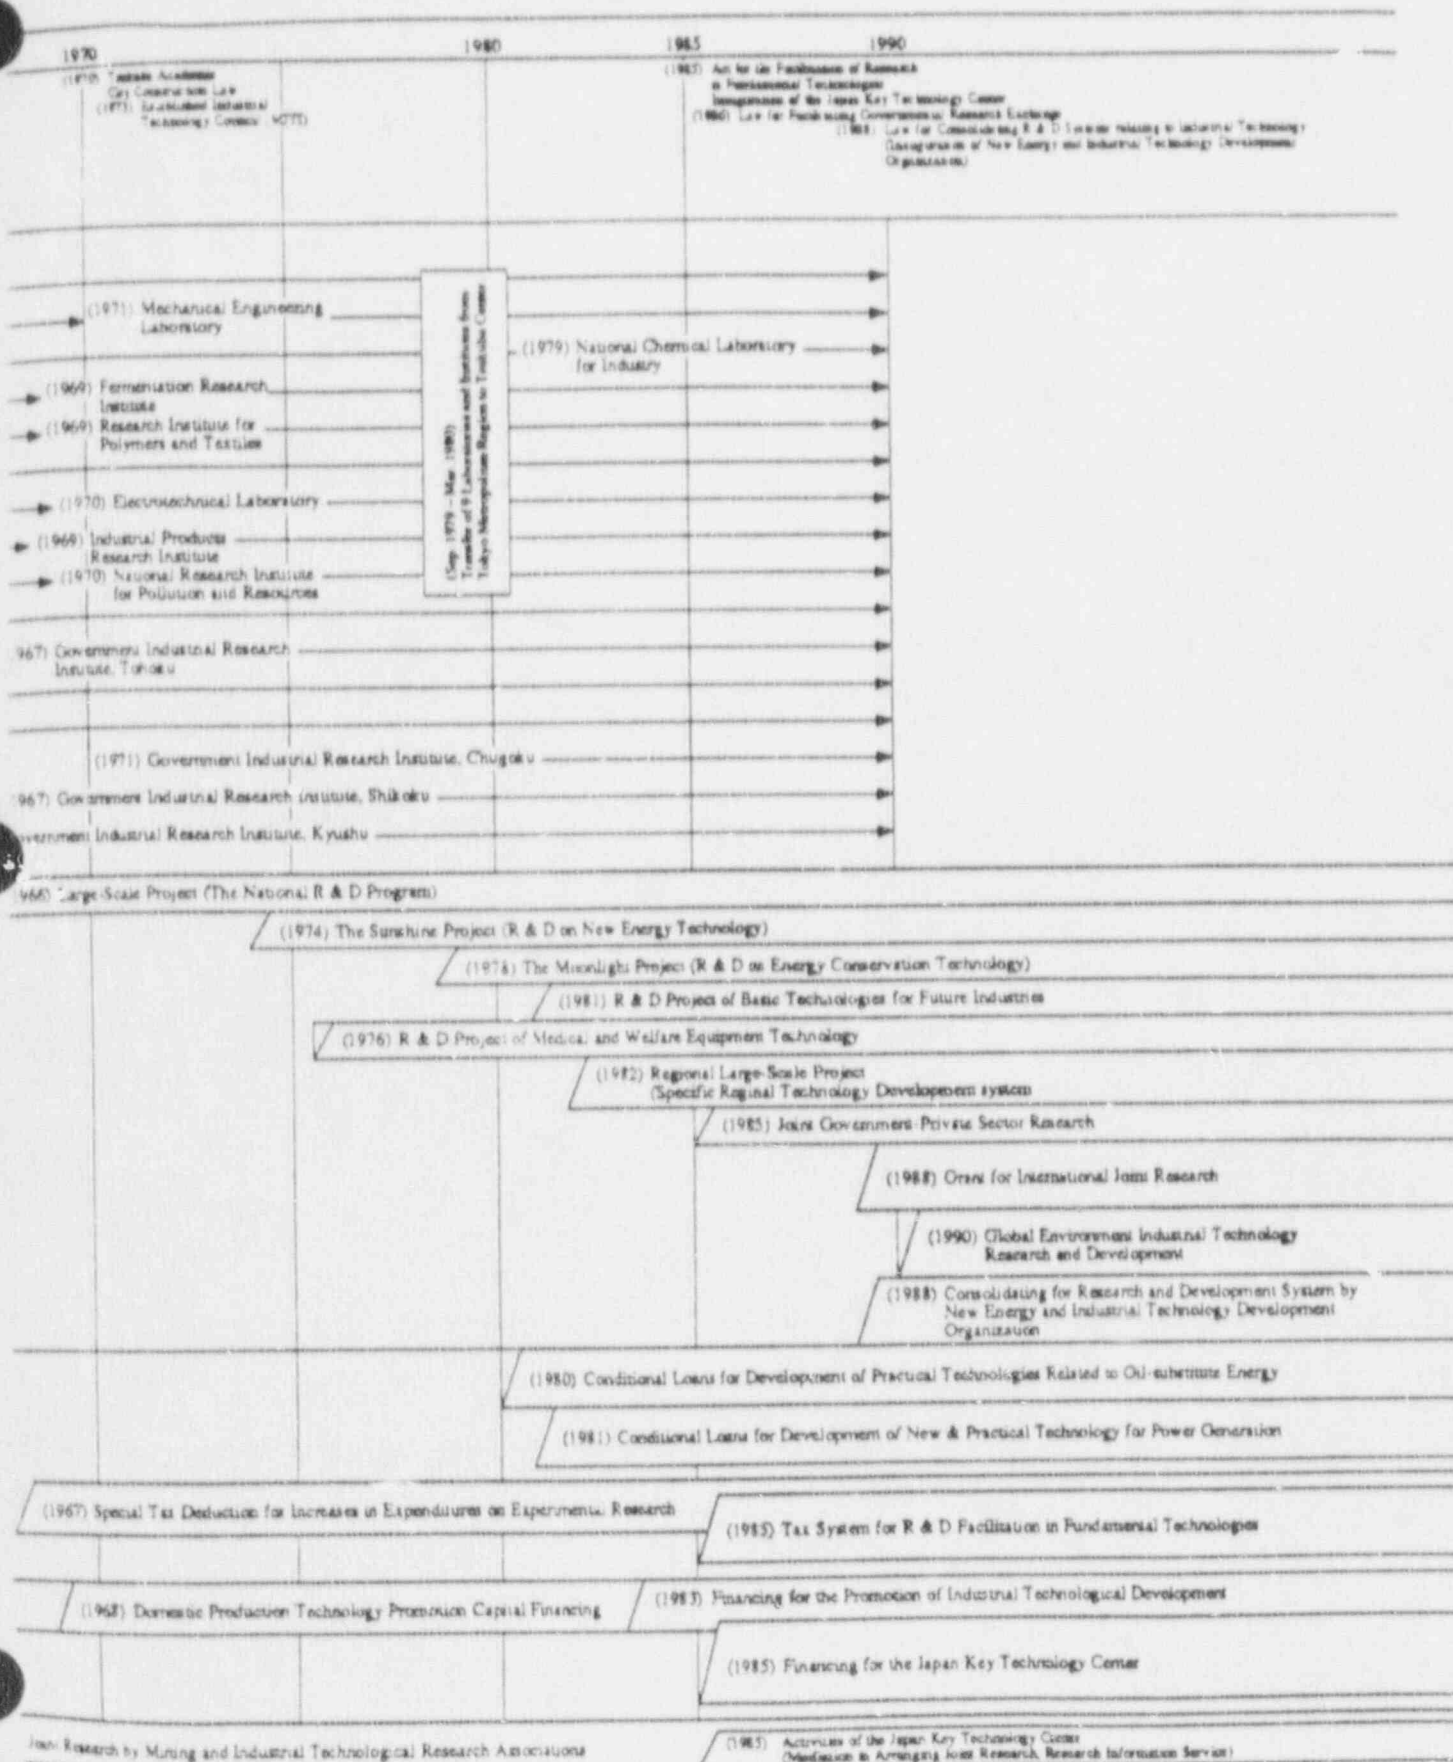 1970
1980
1985
1990
(1970) Tsukuba Academic
City Construction Law
(1973) Established Industrial
Technology Council
(1985) Act for the Facilitation of Research
in Fundamental Technologies
Inauguration of the Japan Key Technology Center
(1986) Law for Facilitating Governmental Research Exchange
(1988) Law for Consolidating R & D Systems relating to Industrial Technology
(Inauguration of New Energy and Industrial Technology Development
Organization)
(1971) Mechanical Engineering
Laboratory
(Sep. 1979 – Mar. 1980)
Transfer of 9 Laboratories and Institutes from
Tokyo Metropolitan Region to Tsukuba Center
(1979) National Chemical Laboratory
for Industry
(1969) Fermentation Research
Institute
(1969) Research Institute for
Polymers and Textiles
(1970) Electrotechnical Laboratory
(1969) Industrial Products
Research Institute
(1970) National Research Institute
for Pollution and Resources
967) Government Industrial Research
Institute, Tohoku
(1971) Government Industrial Research Institute, Chugoku
967) Government Industrial Research Institute, Shikoku
overnment Industrial Research Institute, Kyushu
966) Large-Scale Project (The National R & D Program)
(1974) The Sunshine Project (R & D on New Energy Technology)
(1978) The Moonlight Project (R & D on Energy Conservation Technology)
(1981) R & D Project of Basic Technologies for Future Industries
(1976) R & D Project of Medical and Welfare Equipment Technology
(1982) Regional Large-Scale Project
(Specific Reginal Technology Development system
(1985) Joint Government-Private Sector Research
(1988) Grant for International Joint Research
(1990) Global Environment Industrial Technology
Research and Development
(1988) Consolidating for Research and Development System by
New Energy and Industrial Technology Development
Organization
(1980) Conditional Loans for Development of Practical Technologies Related to Oil-substitute Energy
(1981) Conditional Loans for Development of New & Practical Technology for Power Generation
(1967) Special Tax Deduction for Increases in Expenditures on Experimental Research
(1985) Tax System for R & D Facilitation in Fundamental Technologies
(1968) Domestic Production Technology Promotion Capital Financing
(1983) Financing for the Promotion of Industrial Technological Development
(1985) Financing for the Japan Key Technology Center
Joint Research by Mining and Industrial Technological Research Associations
(1985) Activities of the Japan Key Technology Center
(Mediation in Arranging Joint Research, Research Information Service)